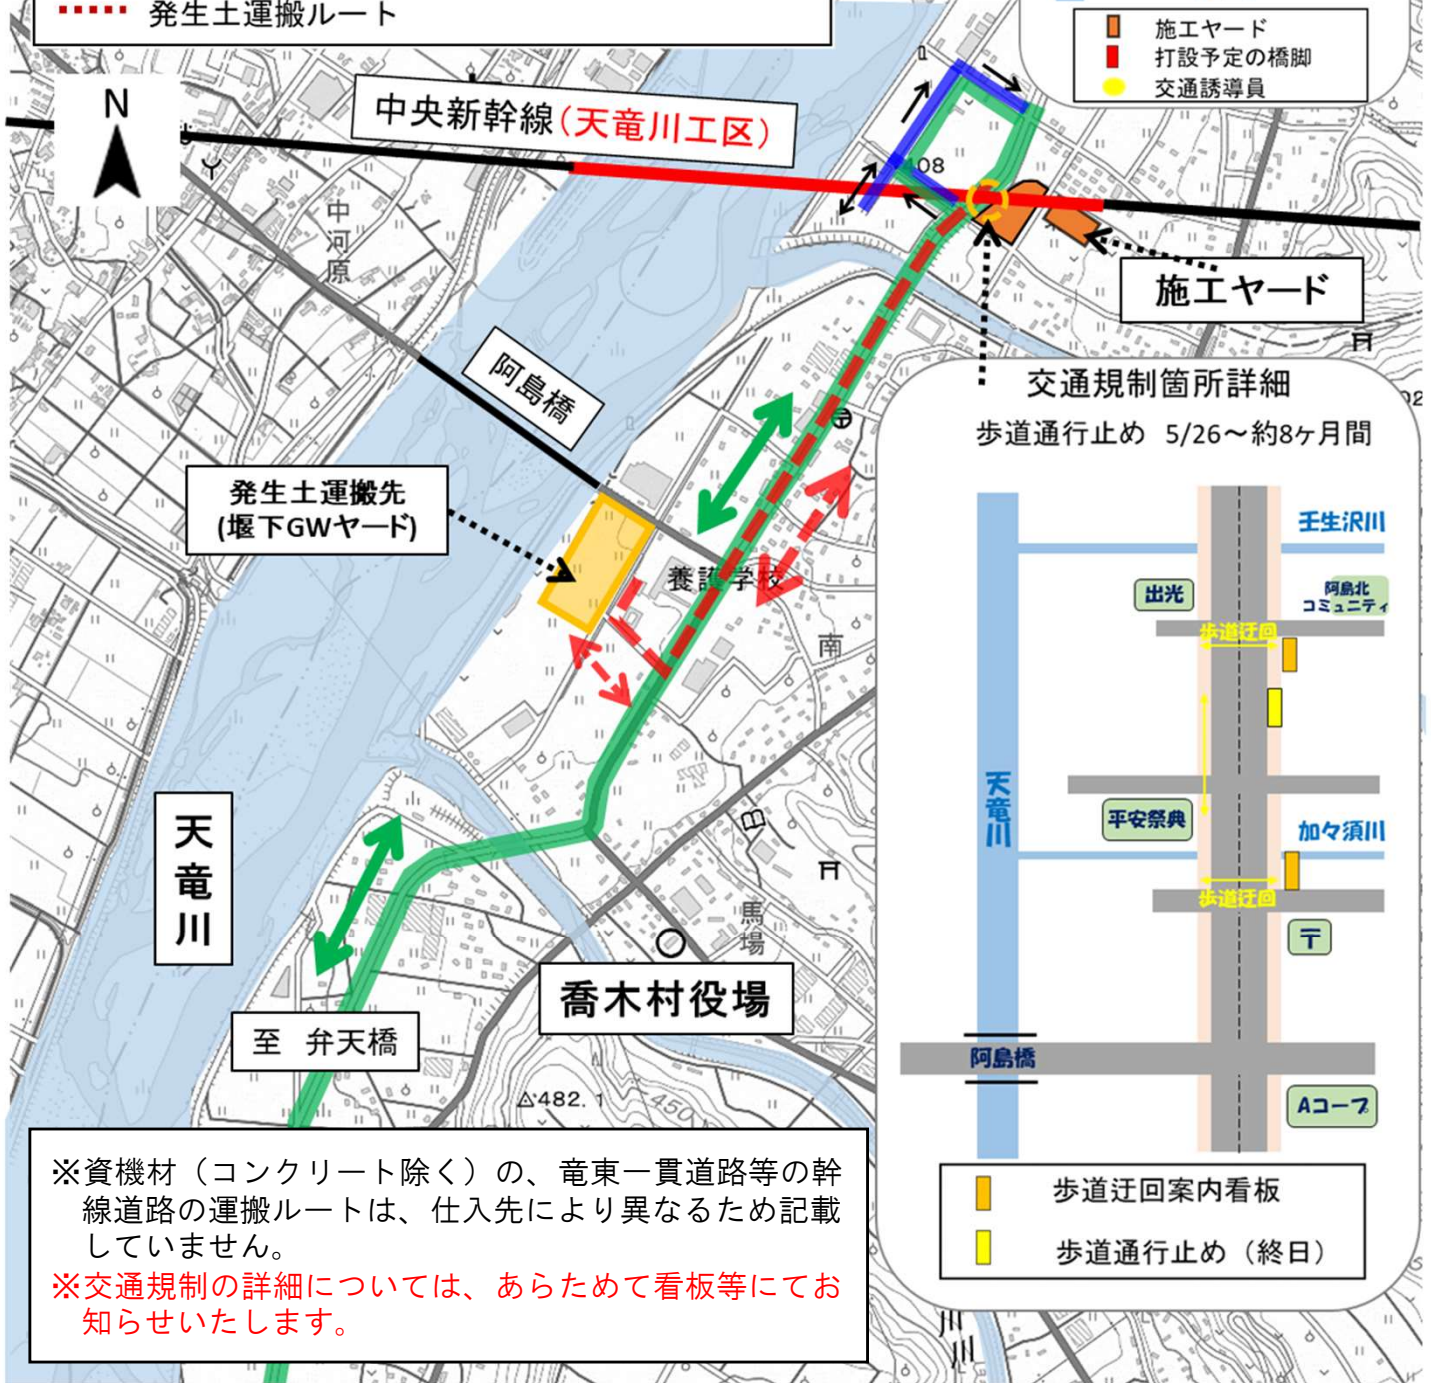 発生土運搬ルート
施工ヤード
打設予定の橋脚
交通誘導員
N
中央新幹線(天竜川工区)
408
中河原
施工ヤード
阿島橋
発生土運搬先
(堰下GWヤード)
養護学校
南
交通規制箇所詳細
歩道通行止め 5/26～約8ヶ月間
壬生沢川
出光
阿島北
コミュニティ
歩道迂回
天竜川
平安祭典
加々須川
歩道迂回
〒
阿島橋
Aコープ
歩道迂回案内看板
歩道通行止め（終日）
天竜川
馬場
喬木村役場
至 弁天橋
482.1
450
※資機材（コンクリート除く）の、竜東一貫道路等の幹
線道路の運搬ルートは、仕入先により異なるため記載
していません。
※交通規制の詳細については、あらためて看板等にてお
知らせいたします。